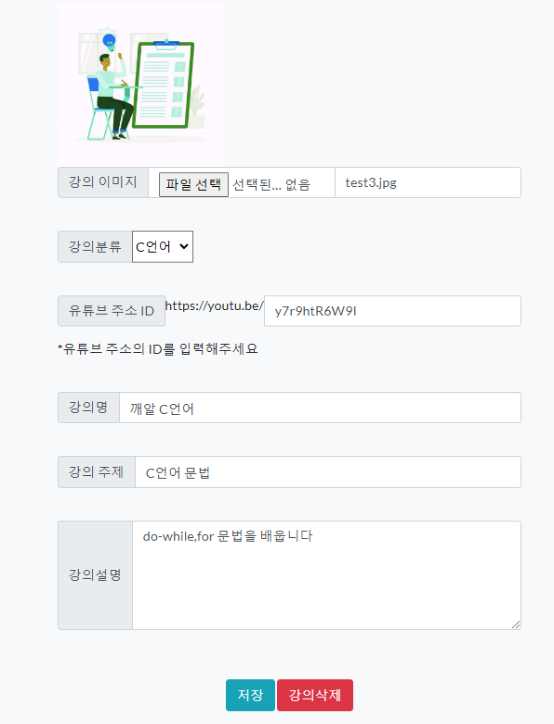 강의 이미지 파일 선택 선택된... 없음 test3.jpg
강의분류 C언어
유튜브 주소 ID https://youtu.be/ y7r9htR6W9I
*유튜브 주소의 ID를 입력해주세요
강의명 깨알 C언어
강의 주제 C언어 문법
강의설명 do-while,for 문법을 배웁니다
저장 강의삭제